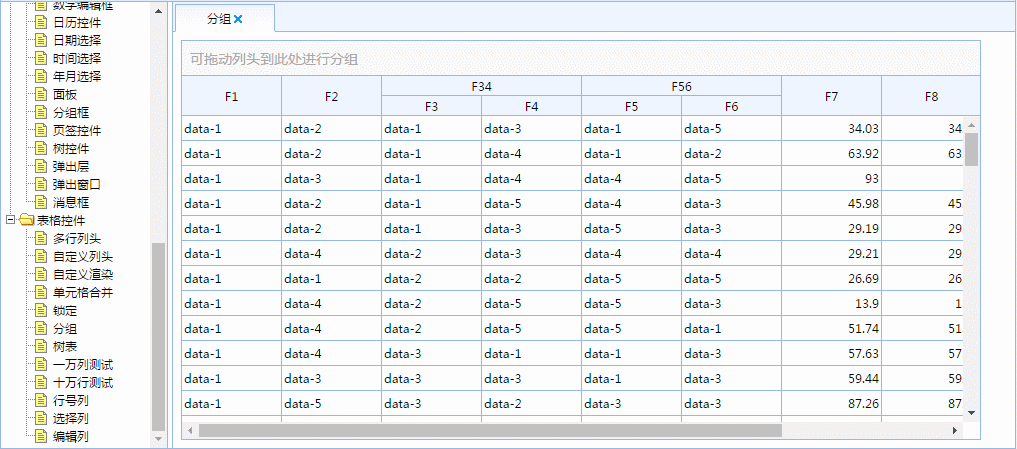 数字编辑框
日历控件
日期选择
时间选择
年月选择
面板
分组框
页签控件
树控件
弹出层
弹出窗口
消息框
表格控件
多行列头
自定义列头
自定义渲染
单元格合并
锁定
分组
树表
一万列测试
十万行测试
行号列
选择列
编辑列
分组
可拖动列头到此处进行分组
F34 F56
F1 F2 F3 F4 F5 F6 F7 F8
data-1 data-2 data-1 data-3 data-1 data-5 34.03 34
data-1 data-2 data-1 data-4 data-1 data-2 63.92 63
data-1 data-3 data-1 data-4 data-4 data-5 93
data-1 data-2 data-1 data-5 data-4 data-3 45.98 45
data-1 data-2 data-1 data-3 data-5 data-3 29.19 29
data-1 data-4 data-2 data-3 data-4 data-4 29.21 29
data-1 data-1 data-2 data-2 data-5 data-5 26.69 26
data-1 data-4 data-2 data-5 data-5 data-3 13.9 1
data-1 data-4 data-2 data-5 data-5 data-1 51.74 51
data-1 data-4 data-3 data-1 data-1 data-3 57.63 57
data-1 data-3 data-3 data-3 data-1 data-3 59.44 59
data-1 data-5 data-3 data-2 data-3 data-3 87.26 87.